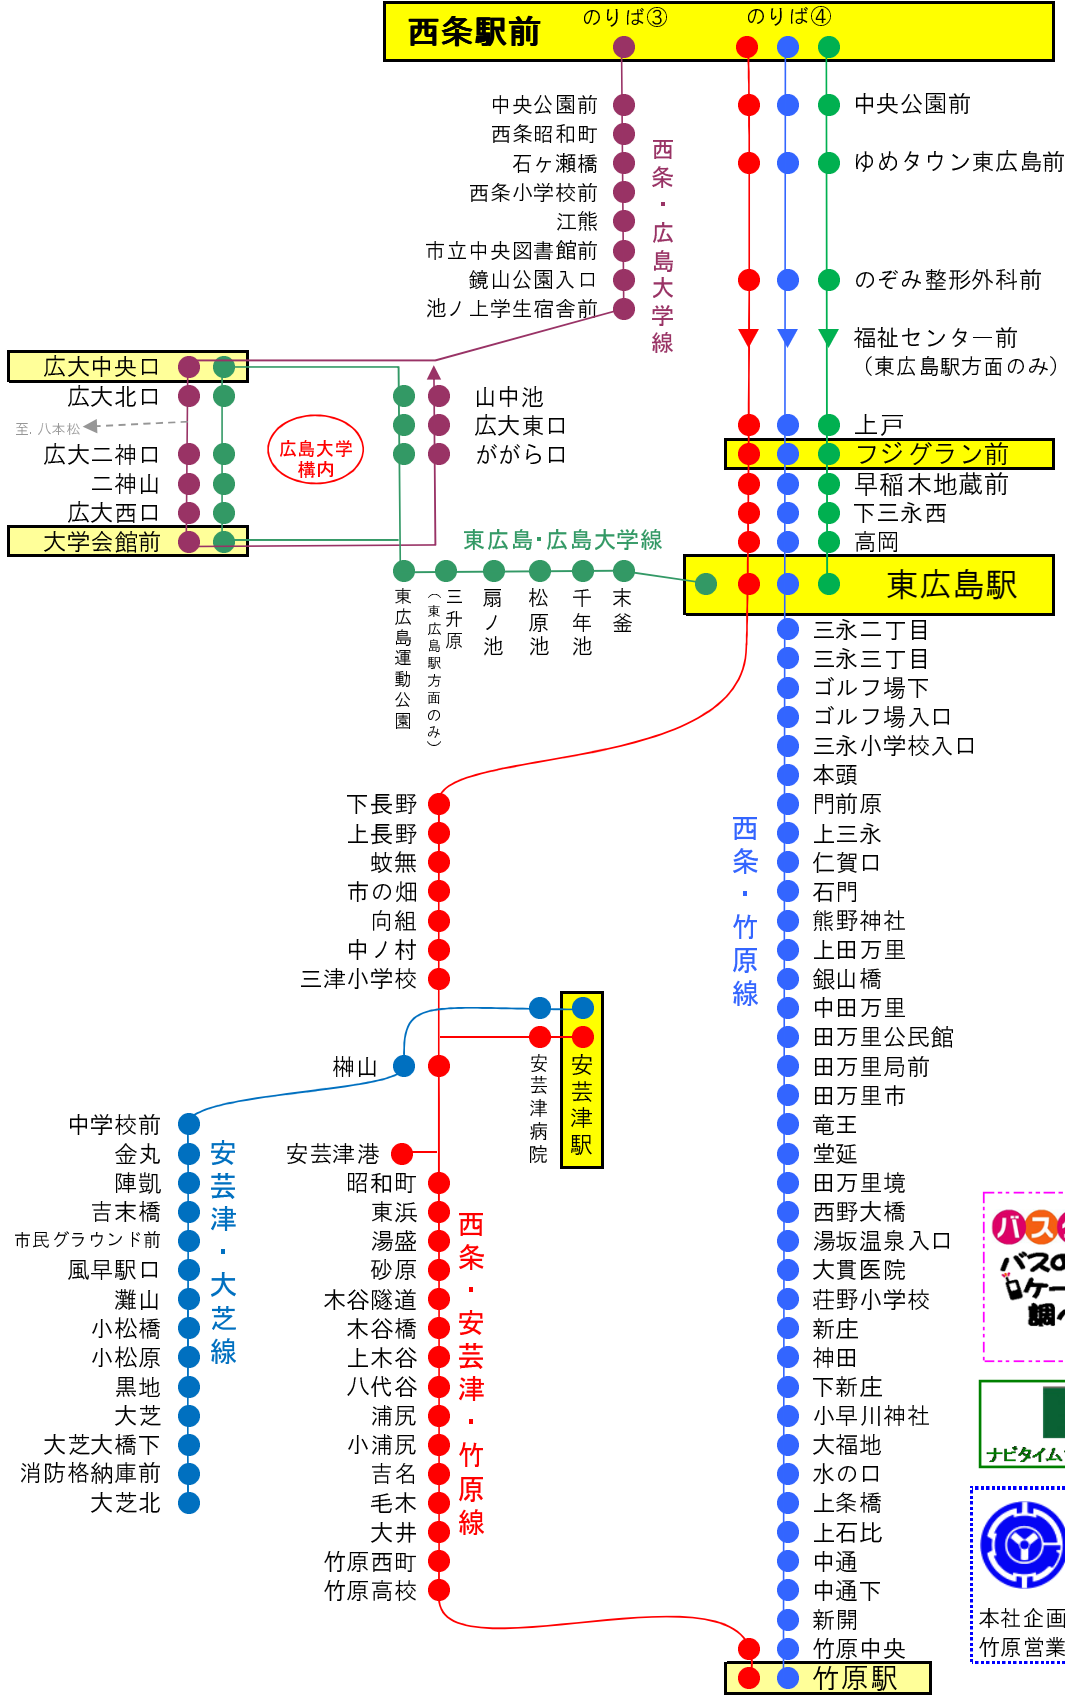 西条駅前
のりば③
のりば④
中央公園前
西条昭和町
石ヶ瀬橋
西条小学校前
江熊
市立中央図書館前
鏡山公園入口
池ノ上学生宿舎前
西条・広島大学線
中央公園前
ゆめタウン東広島前
のぞみ整形外科前
福祉センター前
（東広島駅方面のみ）
上戸
フジグラン前
早稲木地蔵前
下三永西
高岡
東広島駅
広大中央口
広大北口
至. 八本松
広大二神口
二神山
広大西口
大学会館前
広島大学
構内
山中池
広大東口
ががら口
東広島・広島大学線
東広島運動公園
三升原
（東広島駅方面のみ）
扇ノ池
松原池
千年池
末釜
三永二丁目
三永三丁目
ゴルフ場下
ゴルフ場入口
三永小学校入口
本頭
門前原
上三永
仁賀口
石門
熊野神社
上田万里
銀山橋
中田万里
田万里公民館
田万里局前
田万里市
竜王
堂延
田万里境
西野大橋
湯坂温泉入口
大貫医院
荘野小学校
新庄
神田
下新庄
小早川神社
大福地
水の口
上条橋
上石比
中通
中通下
新開
竹原中央
竹原駅
西条・竹原線
下長野
上長野
蚊無
市の畑
向組
中ノ村
三津小学校
榊山
安芸津病院
安芸津駅
安芸津港
昭和町
東浜
湯盛
砂原
木谷隧道
木谷橋
上木谷
八代谷
浦尻
小浦尻
吉名
毛木
大井
竹原西町
竹原高校
西条・安芸津・竹原線
中学校前
金丸
陣凱
吉末橋
市民グラウンド前
風早駅口
灘山
小松橋
小松原
黒地
大芝
大芝大橋下
消防格納庫前
大芝北
安芸津・大芝線
バス
バスの
ケー
調べ
ナビタイム
本社企画
竹原営業